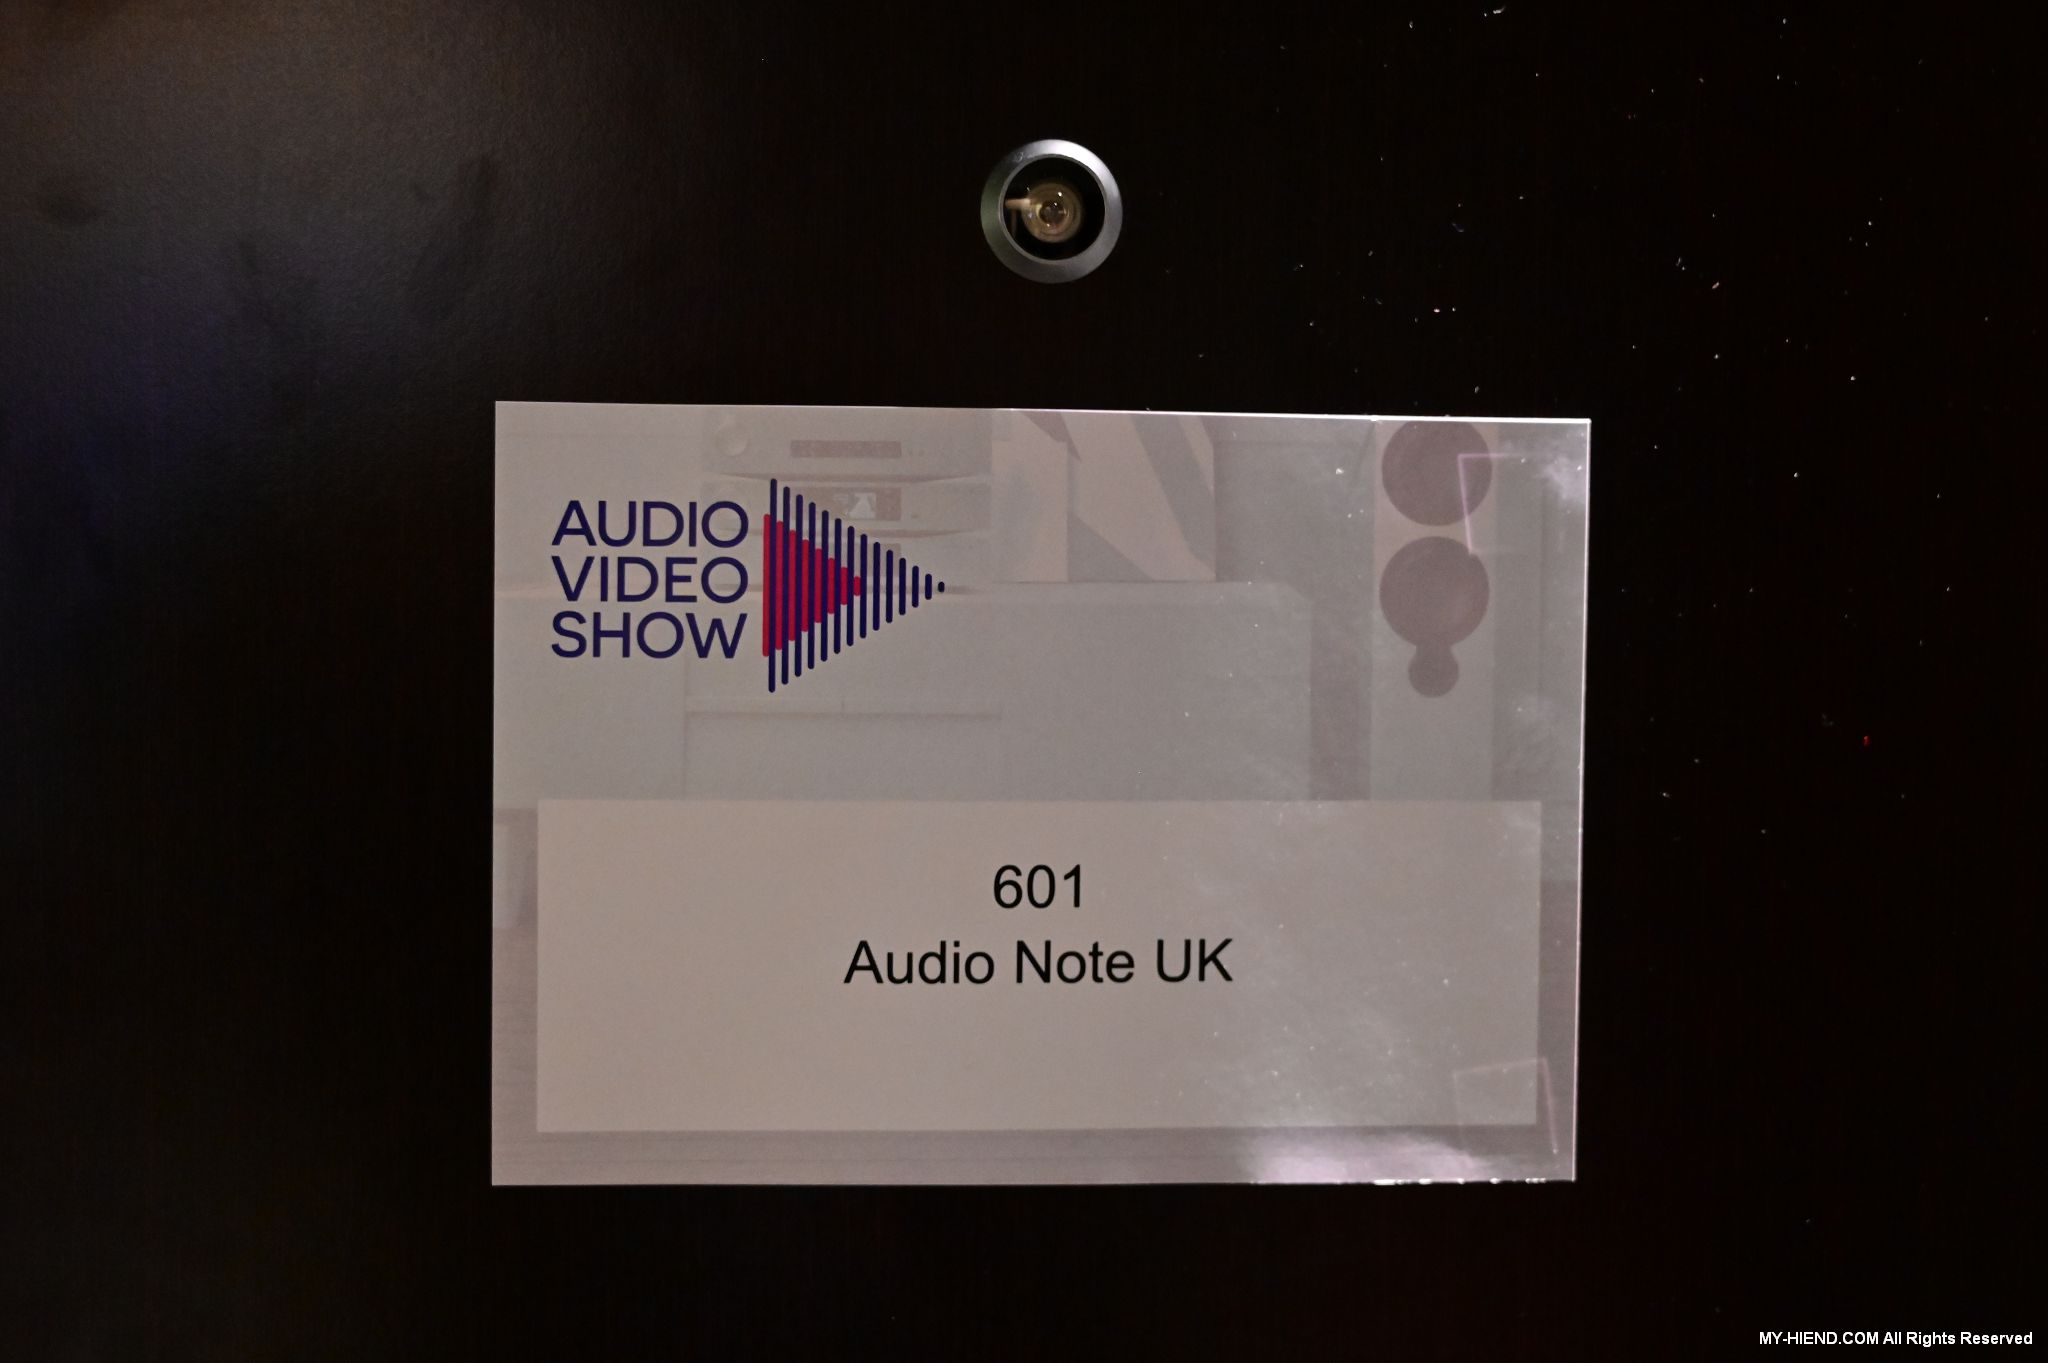 AUDIO
VIDEO
SHOW
601
Audio Note UK
MY-HIEND.COM All Rights Reserved